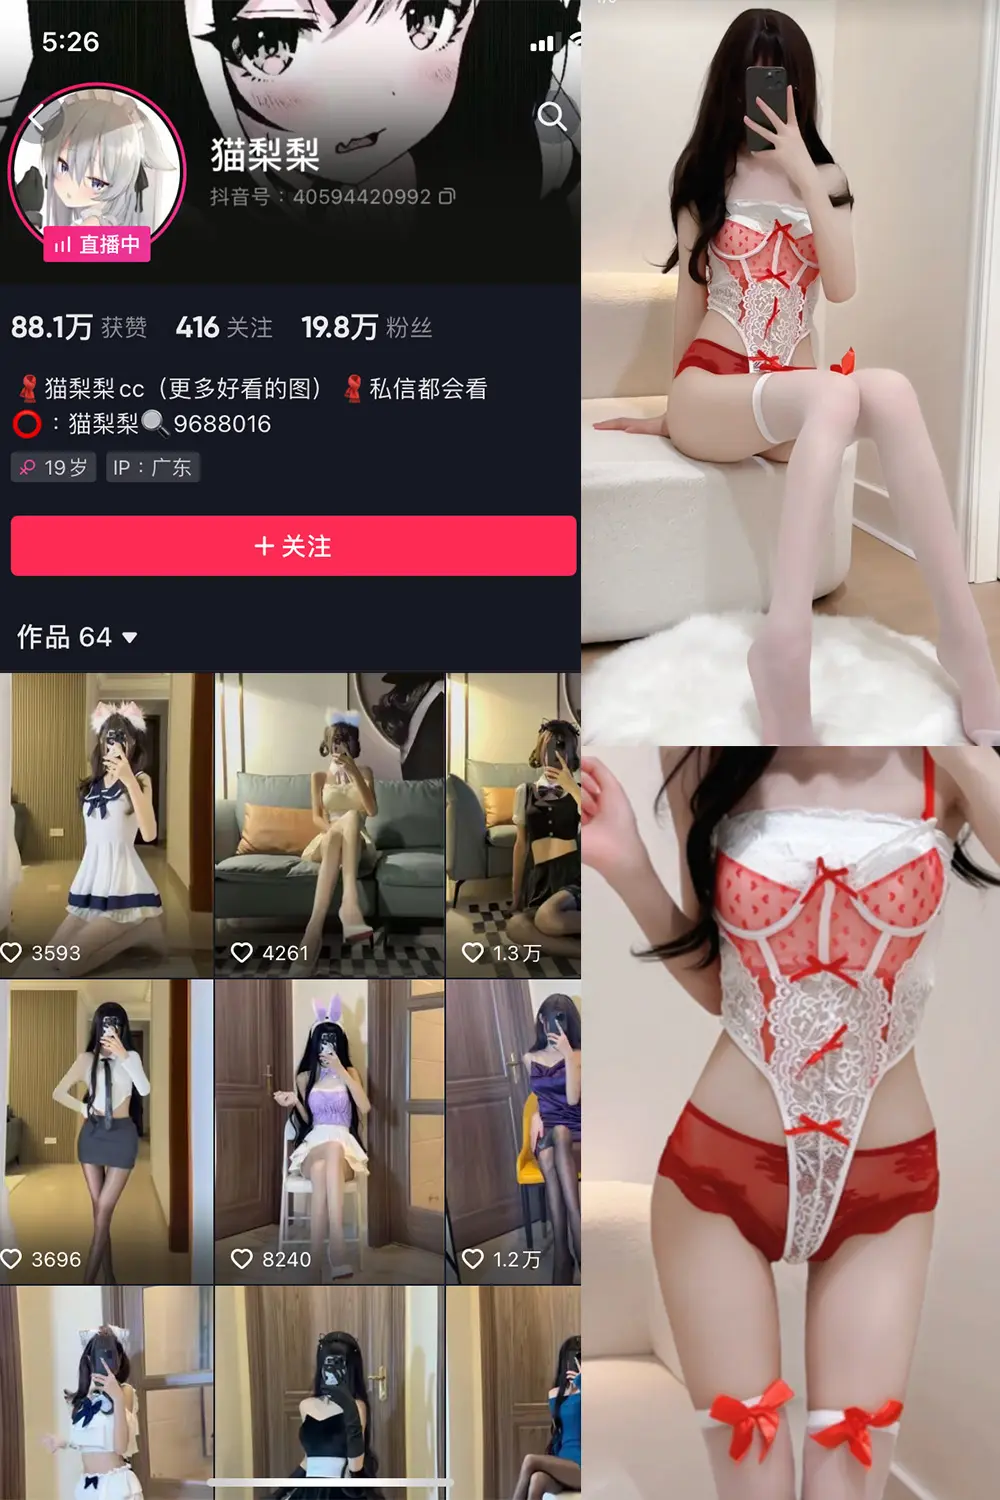 5:26
猫梨梨
抖音号：40594420992
直播中
88.1万 获赞 416 关注 19.8万 粉丝
猫梨梨cc（更多好看的图） 私信都会看
：猫梨梨 9688016
19岁 IP：广东
+ 关注
作品 64
3593
4261
1.3万
3696
8240
1.2万